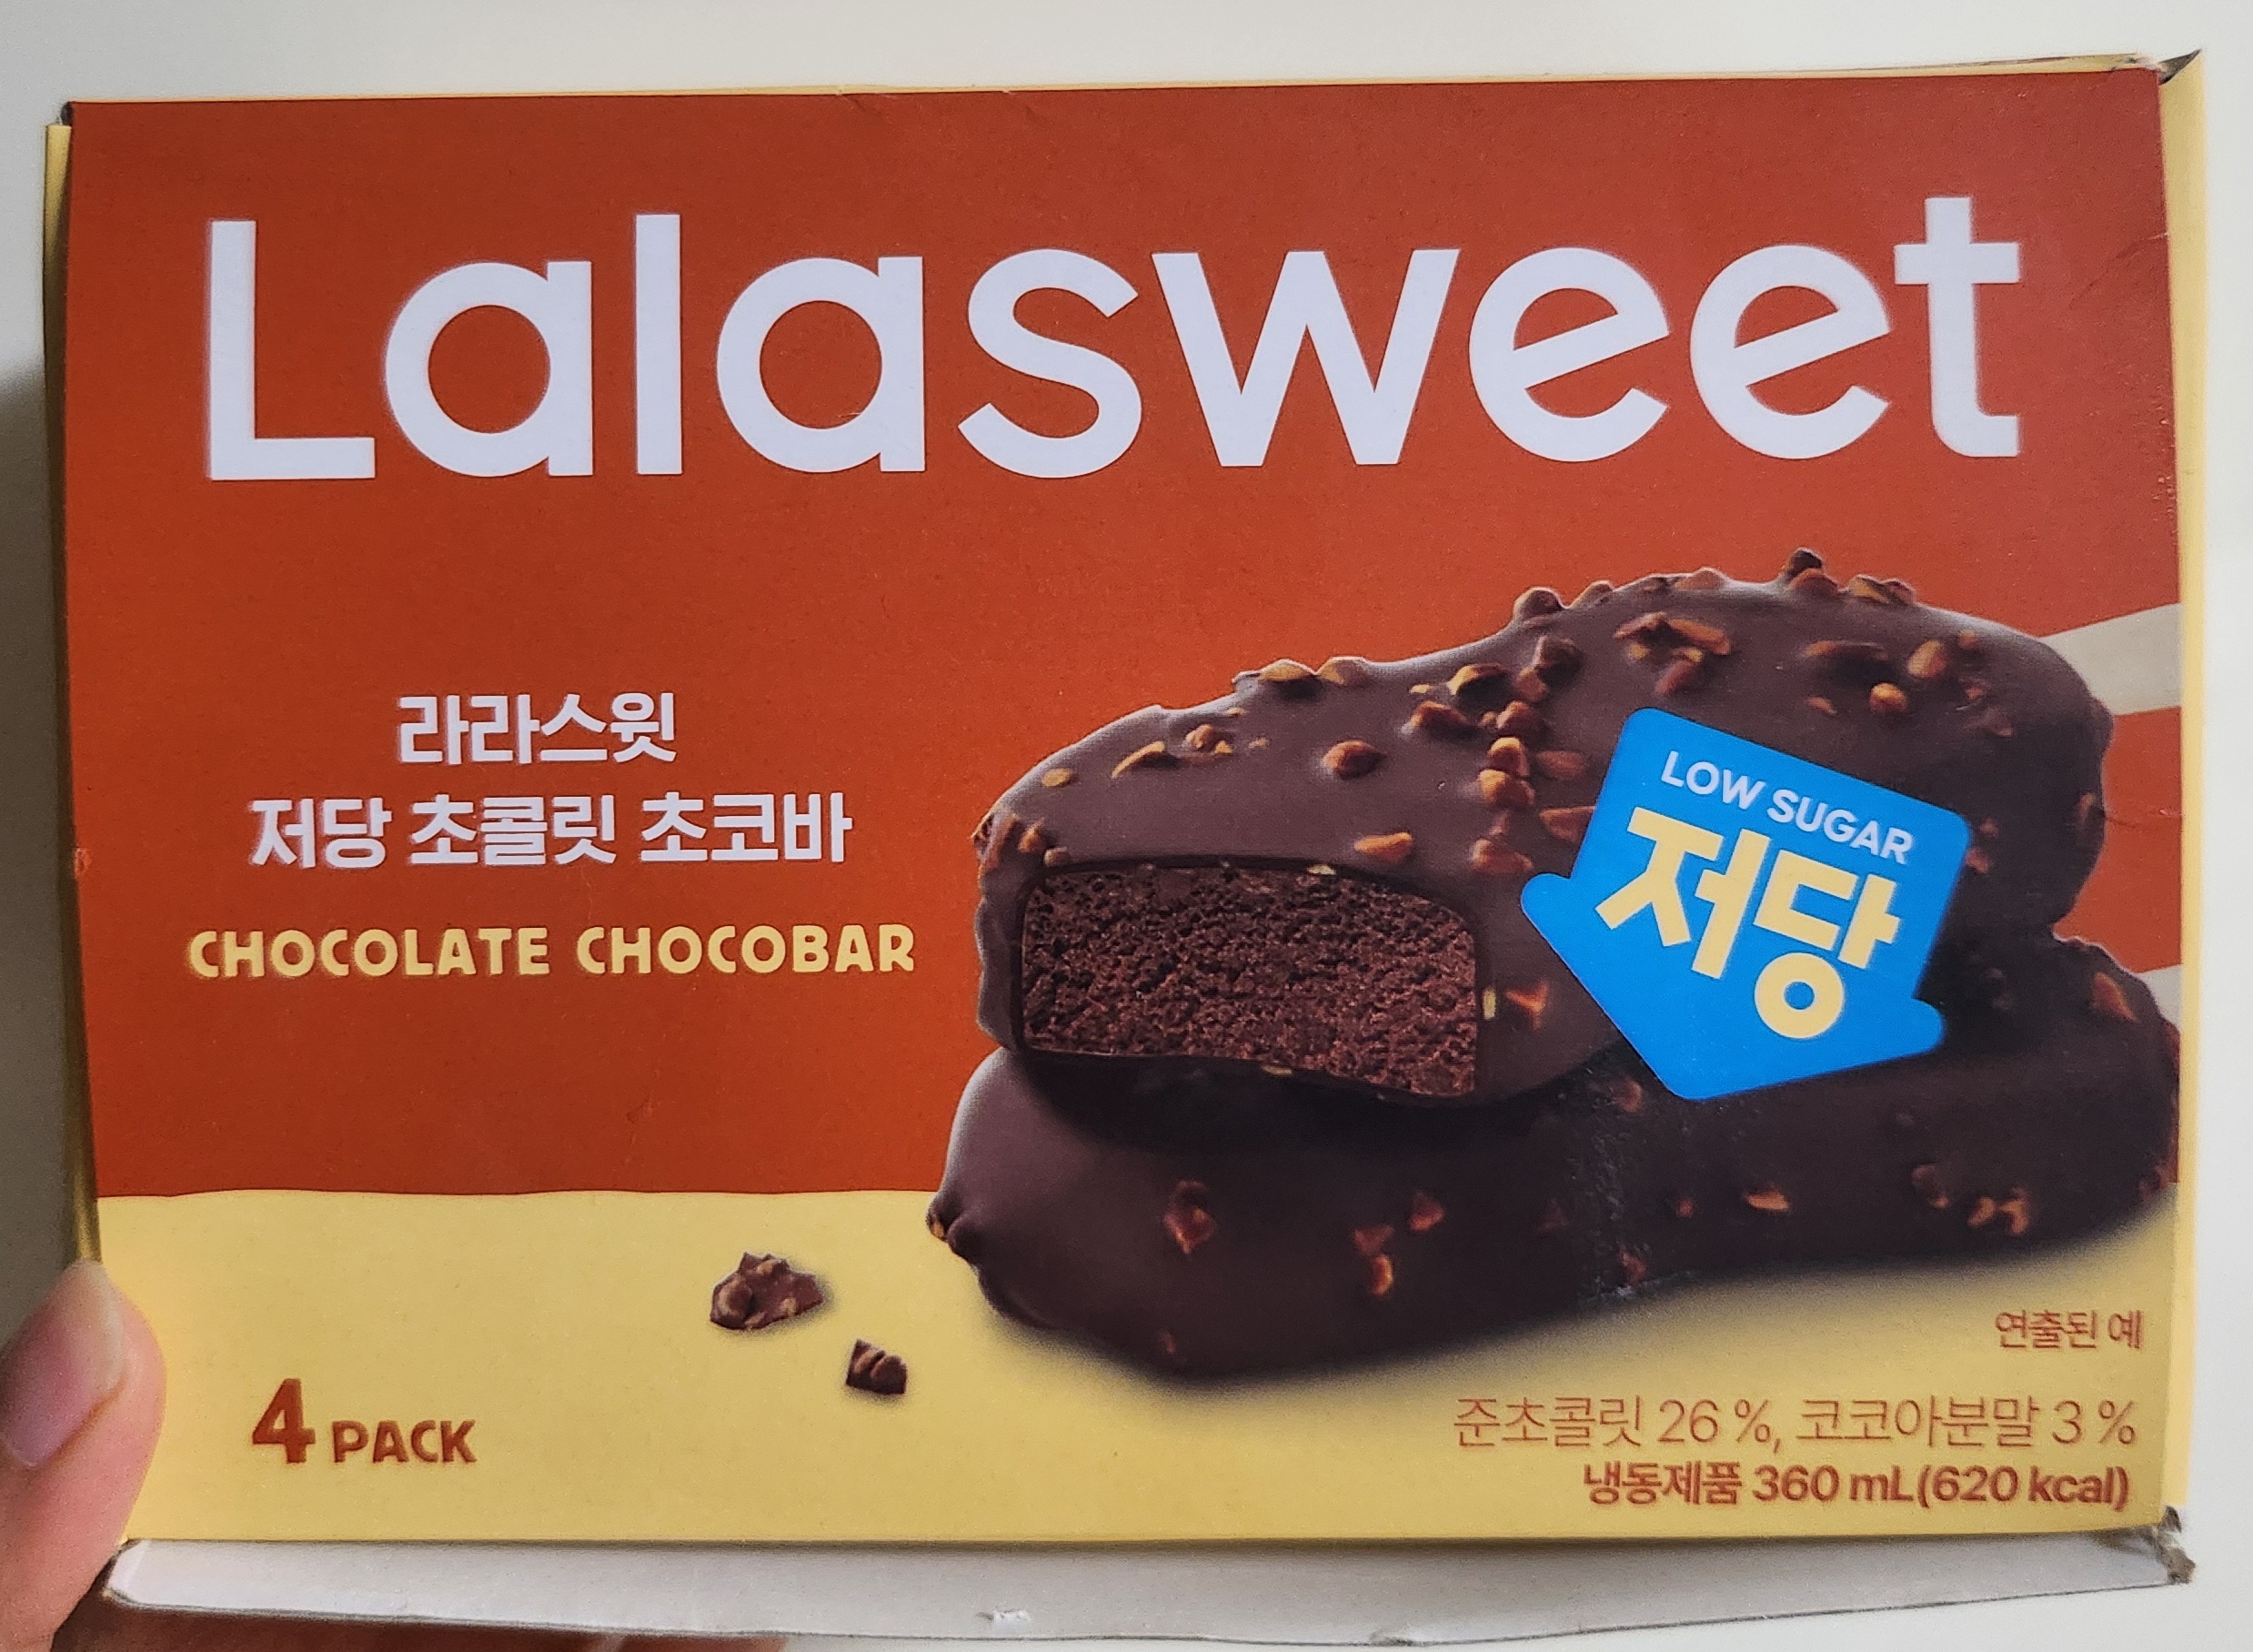 Lalasweet
라라스윗
저당 초콜릿 초코바
CHOCOLATE CHOCOBAR
LOW SUGAR
저당
연출된 예
4 PACK
준초콜릿 26 %, 코코아분말 3 %
냉동제품 360 mL(620 kcal)